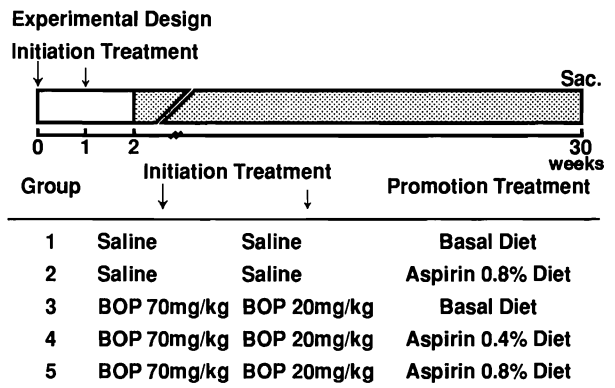 Experimental Design
Initiation Treatment
Sac.
0 1 2 30
weeks
Initiation Treatment
Group Promotion Treatment
1 Saline Saline Basal Diet
2 Saline Saline Aspirin 0.8% Diet
3 BOP 70mg/kg BOP 20mg/kg Basal Diet
4 BOP 70mg/kg BOP 20mg/kg Aspirin 0.4% Diet
5 BOP 70mg/kg BOP 20mg/kg Aspirin 0.8% Diet